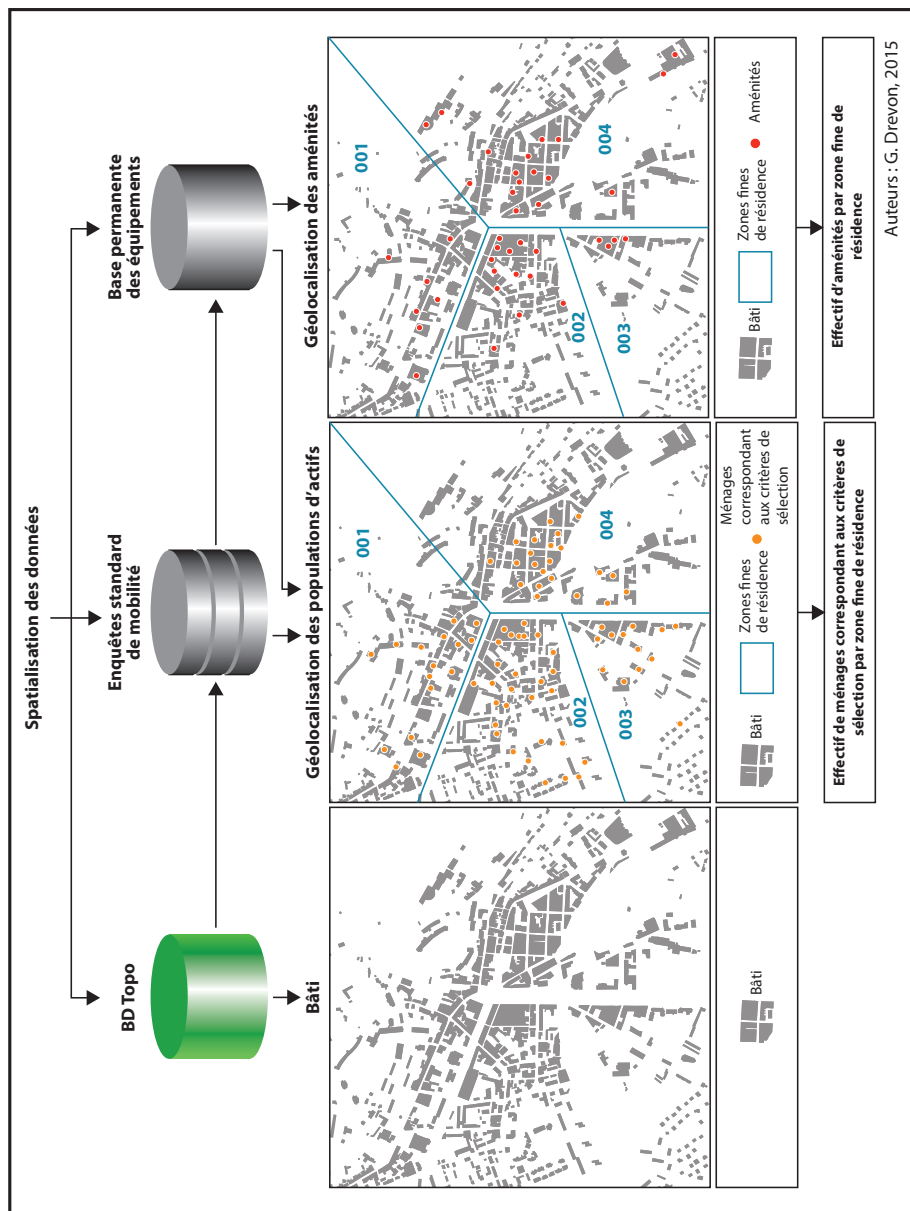 Spatialisation des données
BD Topo
Enquêtes standard
de mobilité
Base permanente
des équipements
Bâti
Géolocalisation des populations d'actifs
Géolocalisation des aménités
001
002
003
004
001
002
003
004
Bâti
Bâti
Zones fines
de résidence
Ménages
correspondant
aux critères de
sélection
Bâti
Zones fines
de résidence
Aménités
Effectif de ménages correspondant aux critères de
sélection par zone fine de résidence
Effectif d'aménités par zone fine de
résidence
Auteurs : G. Drevon, 2015